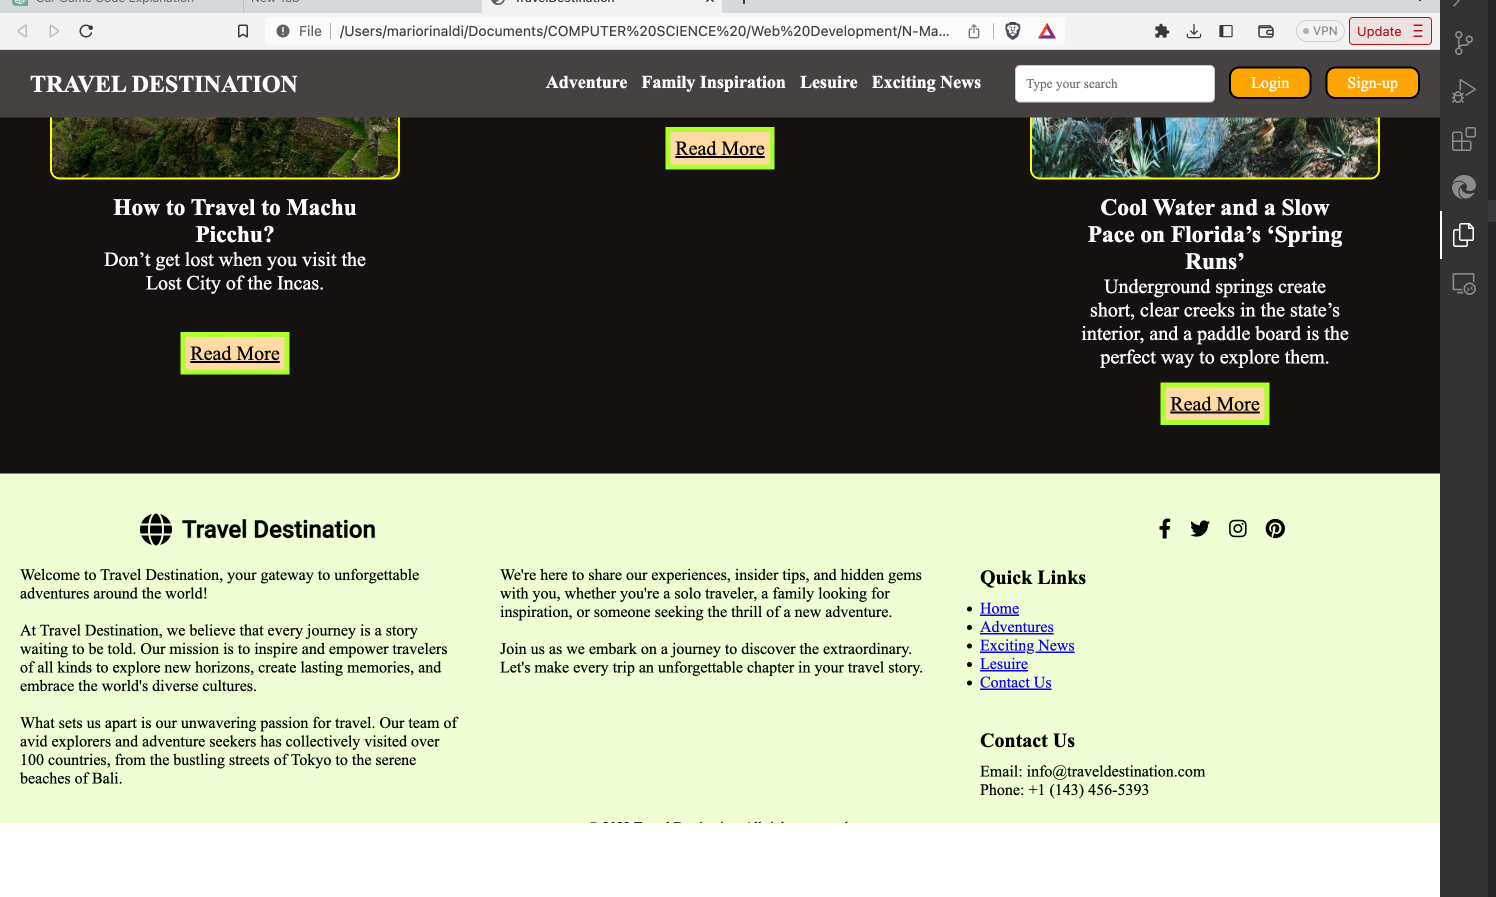 Our Game Code Explanation
New Tab
TravelDestination
File
/Users/mariorinaldi/Documents/COMPUTER%20SCIENCE%20/Web%20Development/N-Ma...
VPN
Update
TRAVEL DESTINATION
Adventure
Family Inspiration
Lesuire
Exciting News
Type your search
Login
Sign-up
How to Travel to Machu
Picchu?
Don’t get lost when you visit the
Lost City of the Incas.
Read More
Read More
Cool Water and a Slow
Pace on Florida’s ‘Spring
Runs’
Underground springs create
short, clear creeks in the state’s
interior, and a paddle board is the
perfect way to explore them.
Read More
Travel Destination
Welcome to Travel Destination, your gateway to unforgettable
adventures around the world!
At Travel Destination, we believe that every journey is a story
waiting to be told. Our mission is to inspire and empower travelers
of all kinds to explore new horizons, create lasting memories, and
embrace the world's diverse cultures.
What sets us apart is our unwavering passion for travel. Our team of
avid explorers and adventure seekers has collectively visited over
100 countries, from the bustling streets of Tokyo to the serene
beaches of Bali.
We're here to share our experiences, insider tips, and hidden gems
with you, whether you're a solo traveler, a family looking for
inspiration, or someone seeking the thrill of a new adventure.
Join us as we embark on a journey to discover the extraordinary.
Let's make every trip an unforgettable chapter in your travel story.
Quick Links
Home
Adventures
Exciting News
Lesuire
Contact Us
Contact Us
Email: info@traveldestination.com
Phone: +1 (143) 456-5393